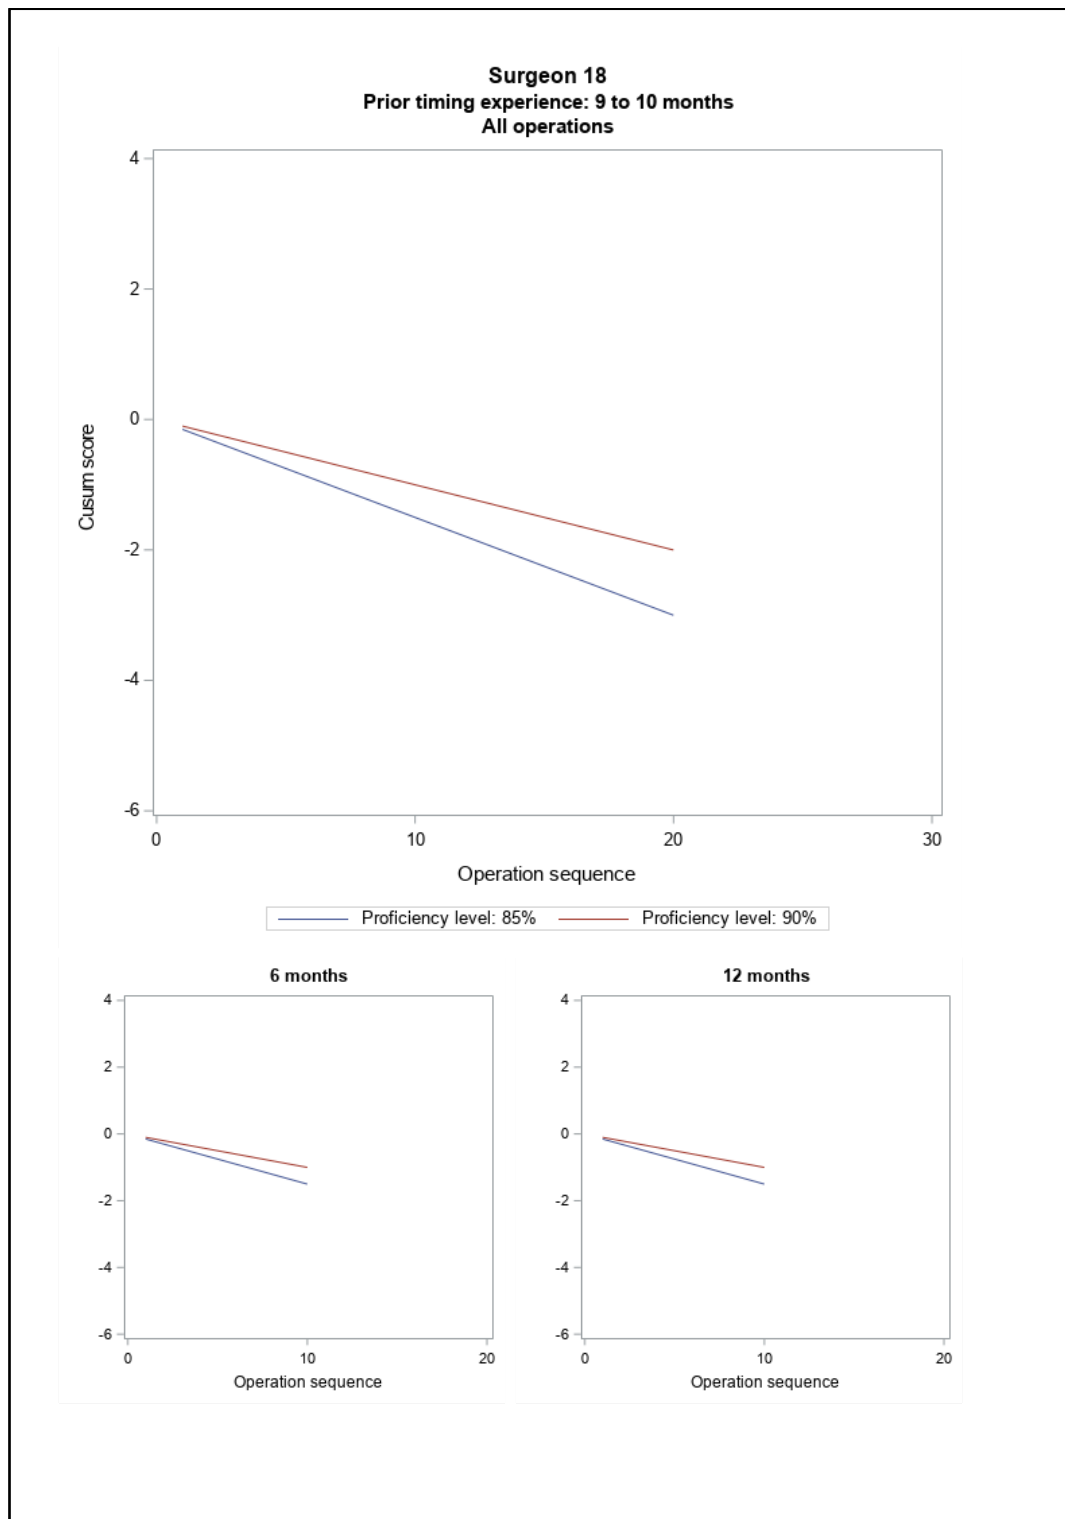 Surgeon 18
Prior timing experience: 9 to 10 months
All operations
4
2
0
-2
-4
-6
Cusum score
0 10 20 30
Operation sequence
Proficiency level: 85% Proficiency level: 90%
6 months
4
2
0
-2
-4
-6
0 10 20
Operation sequence
12 months
4
2
0
-2
-4
-6
0 10 20
Operation sequence